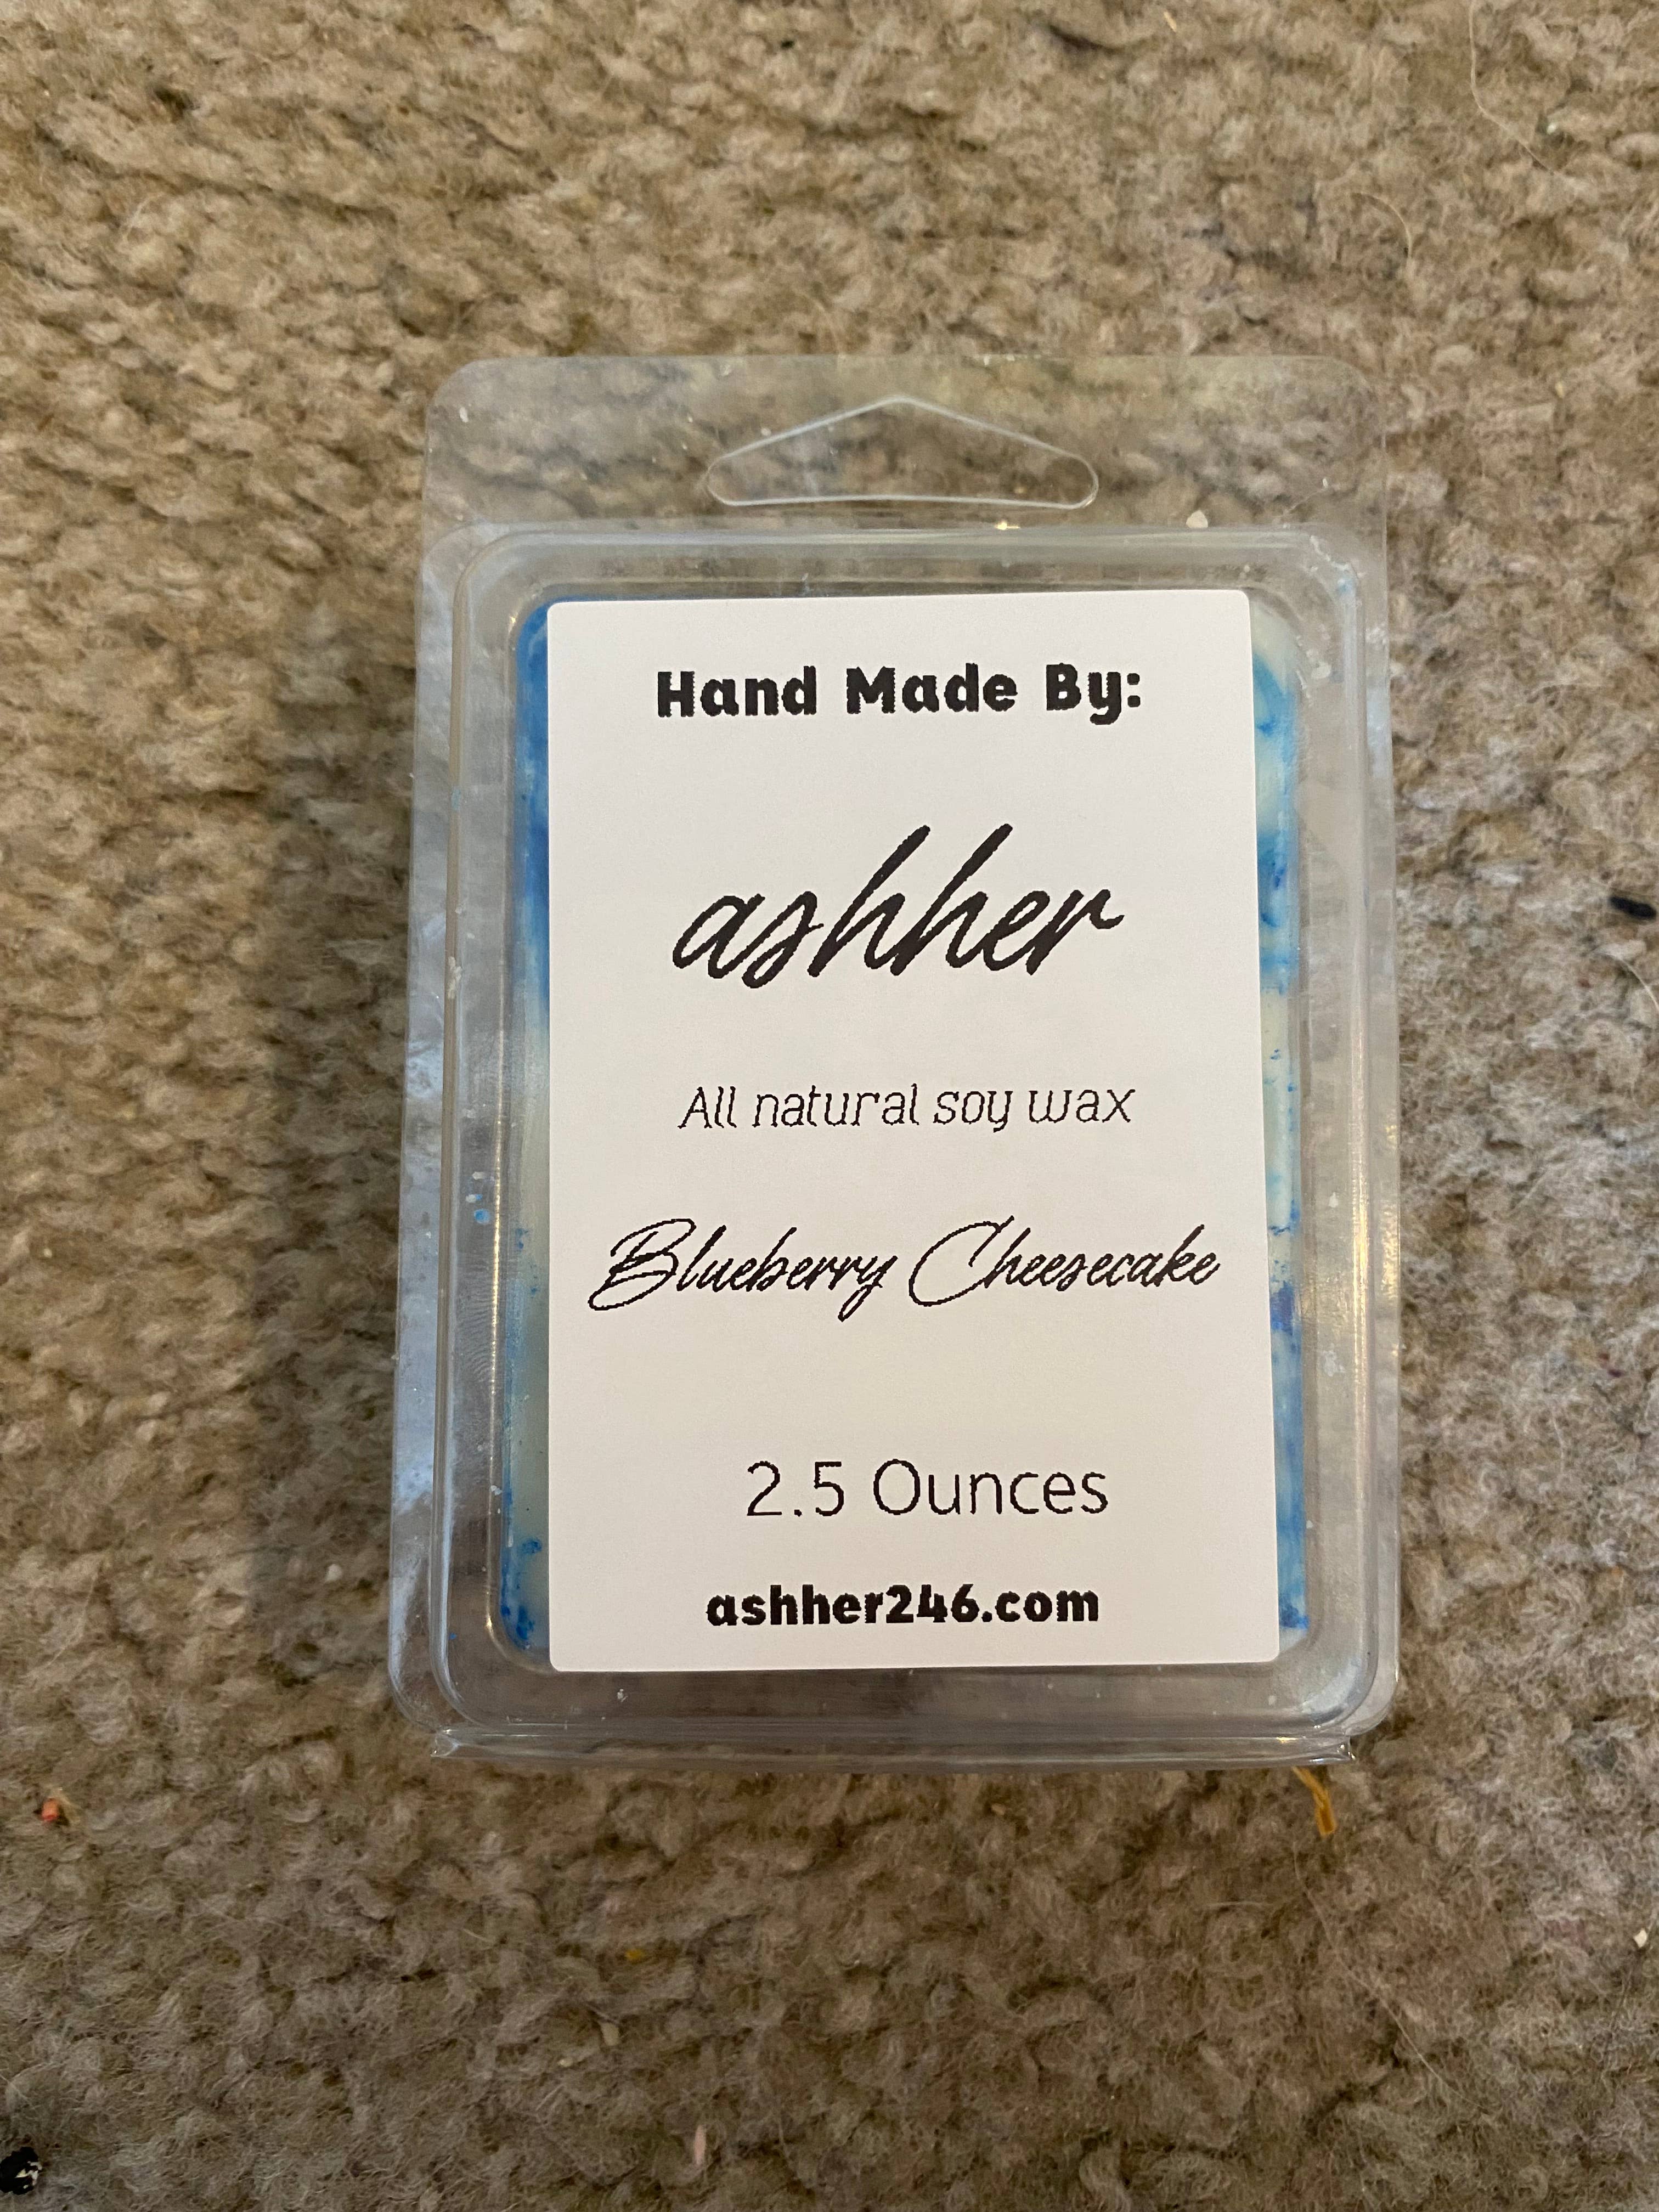 Hand Made By:
ashher
All natural soy wax
Blueberry Cheesecake
2.5 Ounces
ashher246.com